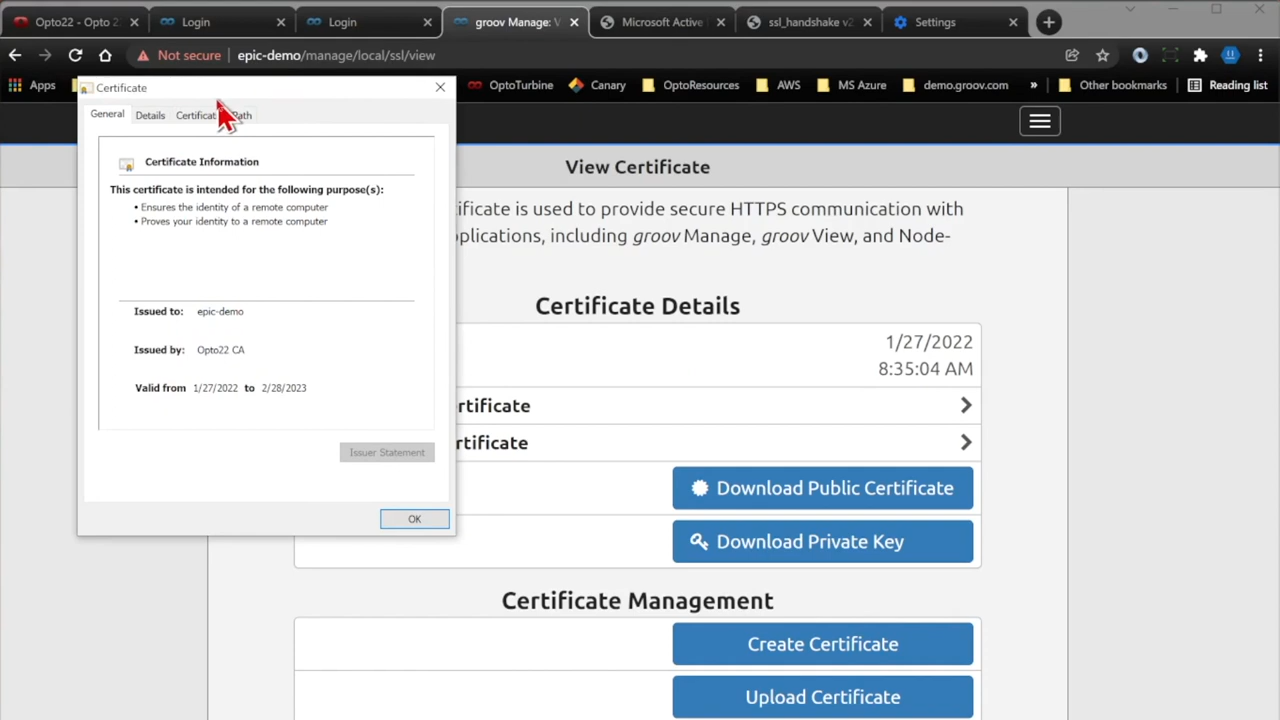 Opto22 - Opto 2
Login
Login
groov Manage: V
Microsoft Active
ssl_handshake v2
Settings
Not secure
epic-demo/manage/local/ssl/view
Apps
OptoTurbine
Canary
OptoResources
AWS
MS Azure
demo.groov.com
»
Other bookmarks
Reading list
Certificate
General
Details
Certificat Path
Certificate Information
This certificate is intended for the following purpose(s):
• Ensures the identity of a remote computer
• Proves your identity to a remote computer
Issued to: epic-demo
Issued by: Opto22 CA
Valid from 1/27/2022 to 2/28/2023
Issuer Statement
OK
View Certificate
ificate is used to provide secure HTTPS communication with
pplications, including groov Manage, groov View, and Node-
Certificate Details
1/27/2022
8:35:04 AM
rtificate
ertificate
Download Public Certificate
Download Private Key
Certificate Management
Create Certificate
Upload Certificate